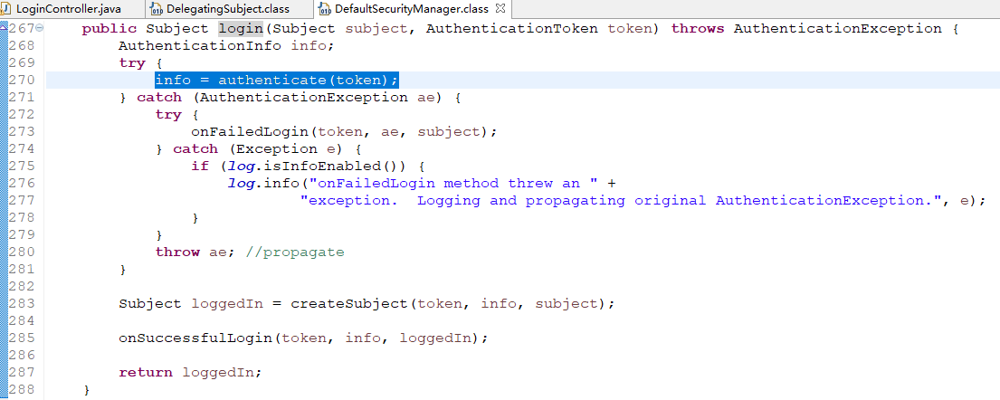 LoginController.java DelegatingSubject.class DefaultSecurityManager.class
267 public Subject login(Subject subject, AuthenticationToken token) throws AuthenticationException {
268 AuthenticationInfo info;
269 try {
270 info = authenticate(token);
271 } catch (AuthenticationException ae) {
272 try {
273 onFailedLogin(token, ae, subject);
274 } catch (Exception e) {
275 if (log.isInfoEnabled()) {
276 log.info("onFailedLogin method threw an " +
277 "exception.  Logging and propagating original AuthenticationException.", e);
278 }
279 }
280 throw ae; //propagate
281 }
282
283 Subject loggedIn = createSubject(token, info, subject);
284
285 onSuccessfulLogin(token, info, loggedIn);
286
287 return loggedIn;
288 }